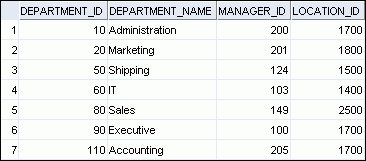 DEPARTMENT_ID DEPARTMENT_NAME MANAGER_ID LOCATION_ID
1 10 Administration 200 1700
2 20 Marketing 201 1800
3 50 Shipping 124 1500
4 60 IT 103 1400
5 80 Sales 149 2500
6 90 Executive 100 1700
7 110 Accounting 205 1700